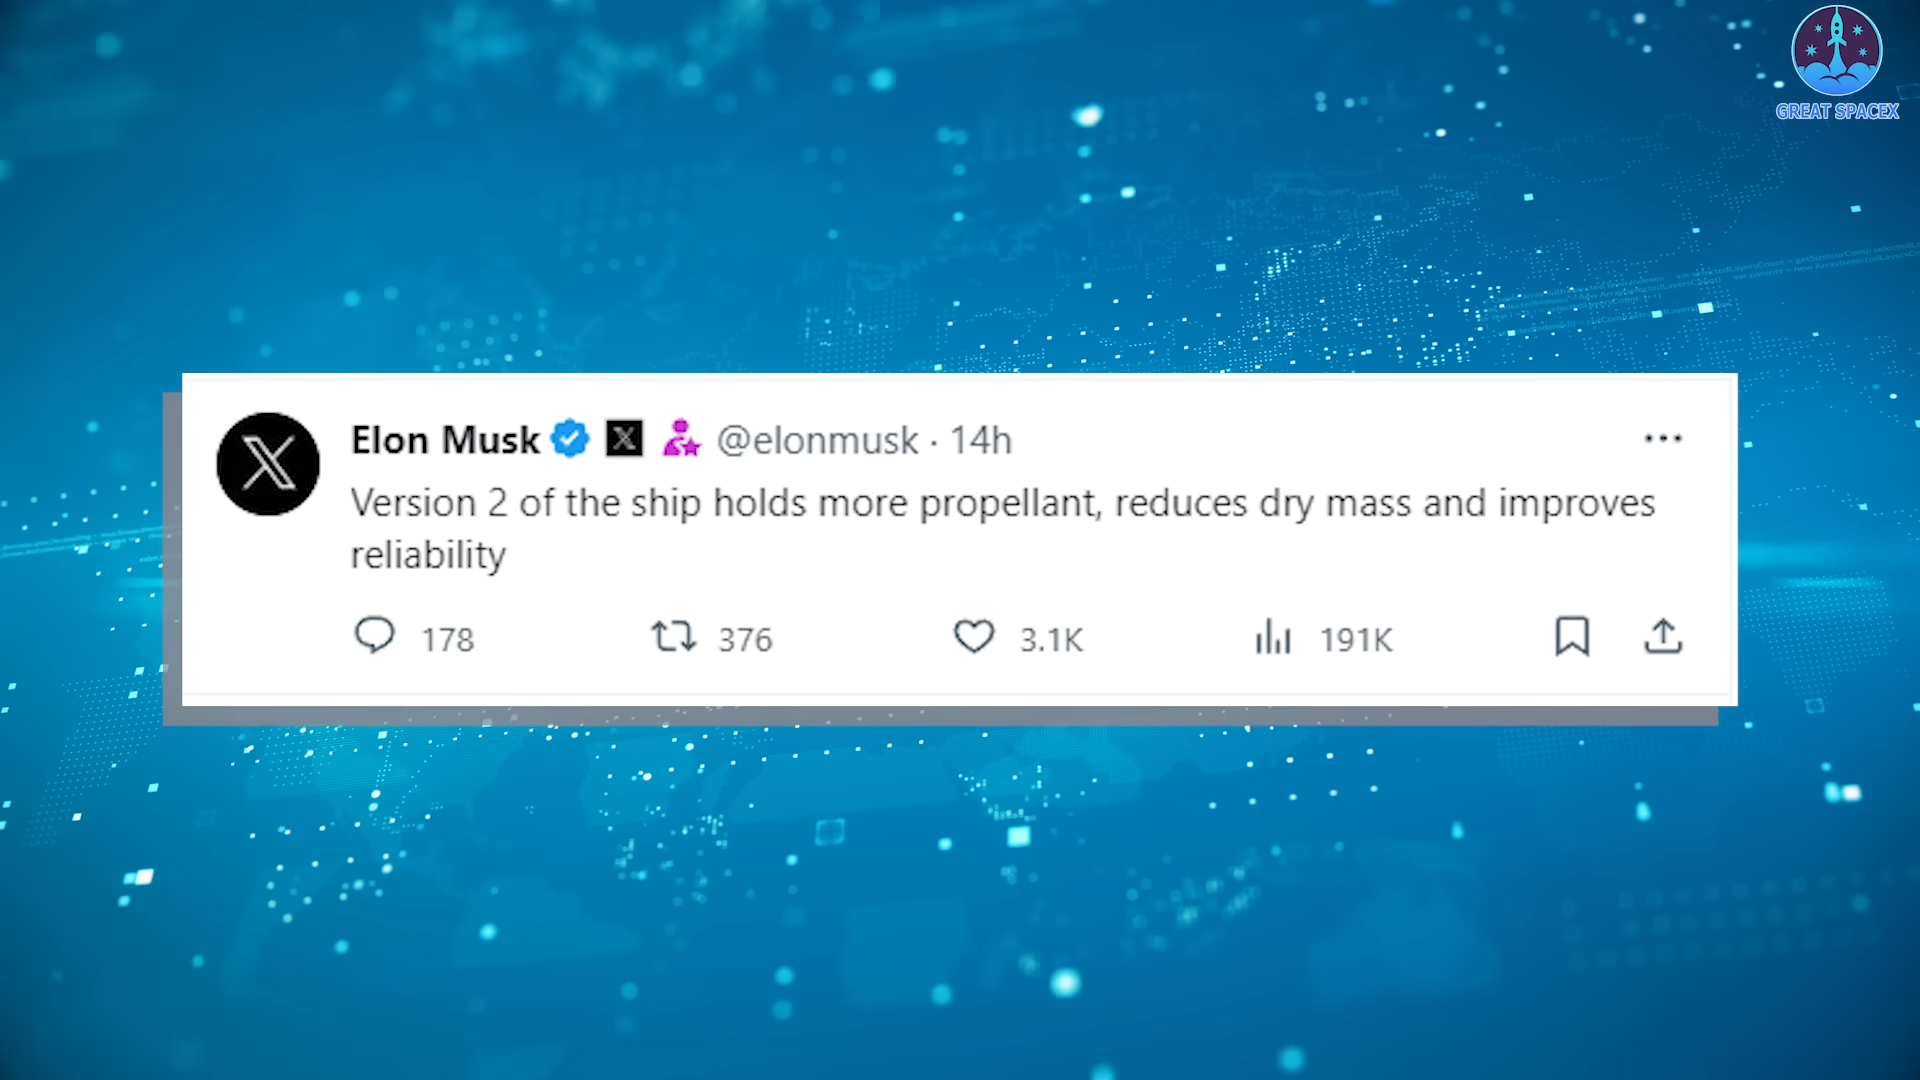 GREAT SPACEX
Elon Musk @elonmusk · 14h
Version 2 of the ship holds more propellant, reduces dry mass and improves
reliability
178 376 3.1K 191K